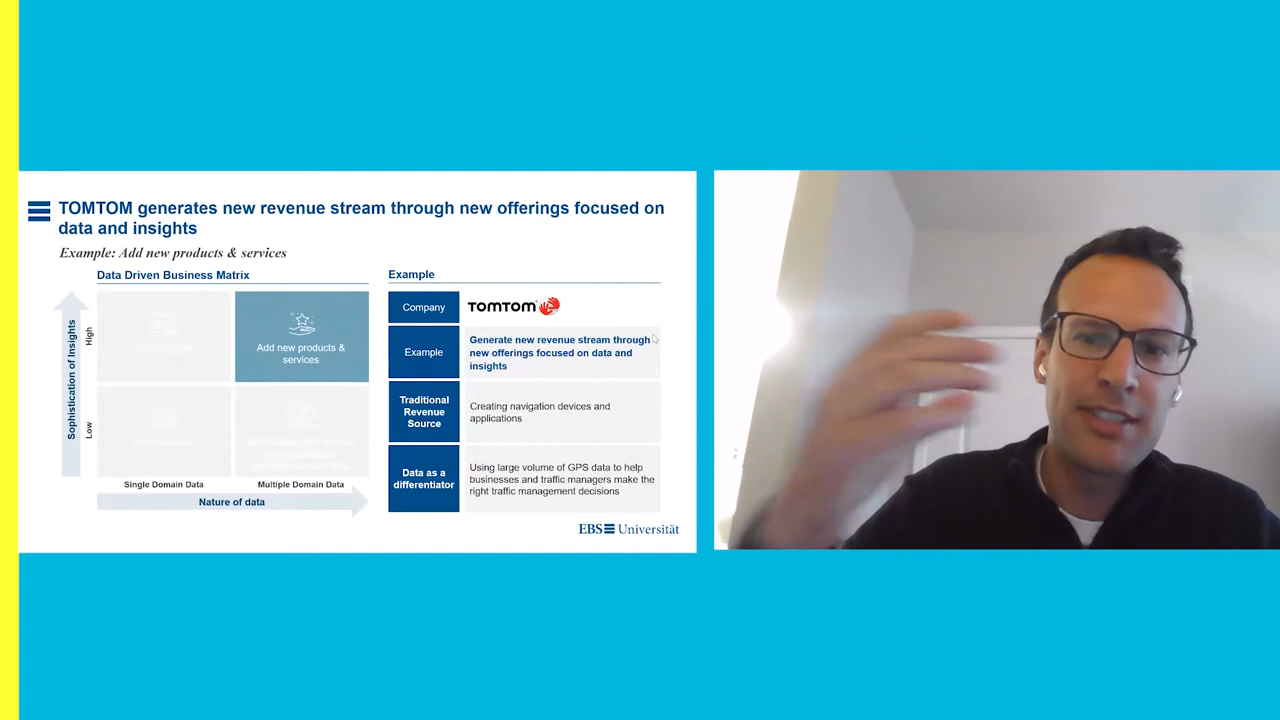 TOMTOM generates new revenue stream through new offerings focused on
data and insights
Example: Add new products & services
Data Driven Business Matrix
Sophistication of Insights
High
Low
Add new products &
services
Single Domain Data
Multiple Domain Data
Nature of data
Example
Company
TOMTOM
Example
Generate new revenue stream through
new offerings focused on data and
insights
Traditional
Revenue
Source
Creating navigation devices and
applications
Data as a
differentiator
Using large volume of GPS data to help
businesses and traffic managers make the
right traffic management decisions
EBS Universität